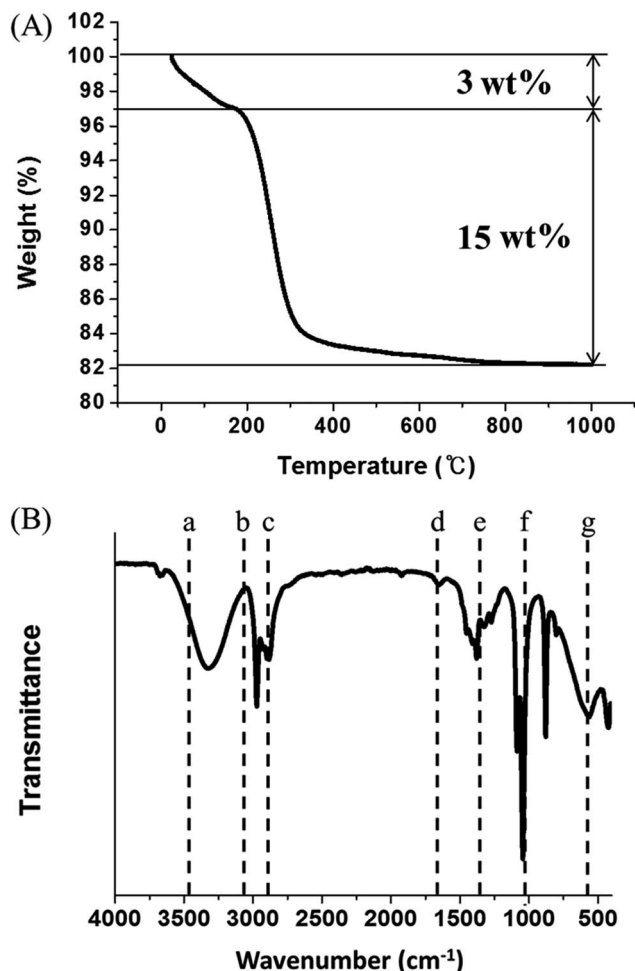 (A)
102
100
98
96
94
92
90
88
86
84
82
80
Weight (%)
3 wt%
15 wt%
0 200 400 600 800 1000
Temperature (℃)
(B)
a b c d e f g
Transmittance
4000 3500 3000 2500 2000 1500 1000 500
Wavenumber (cm⁻¹)